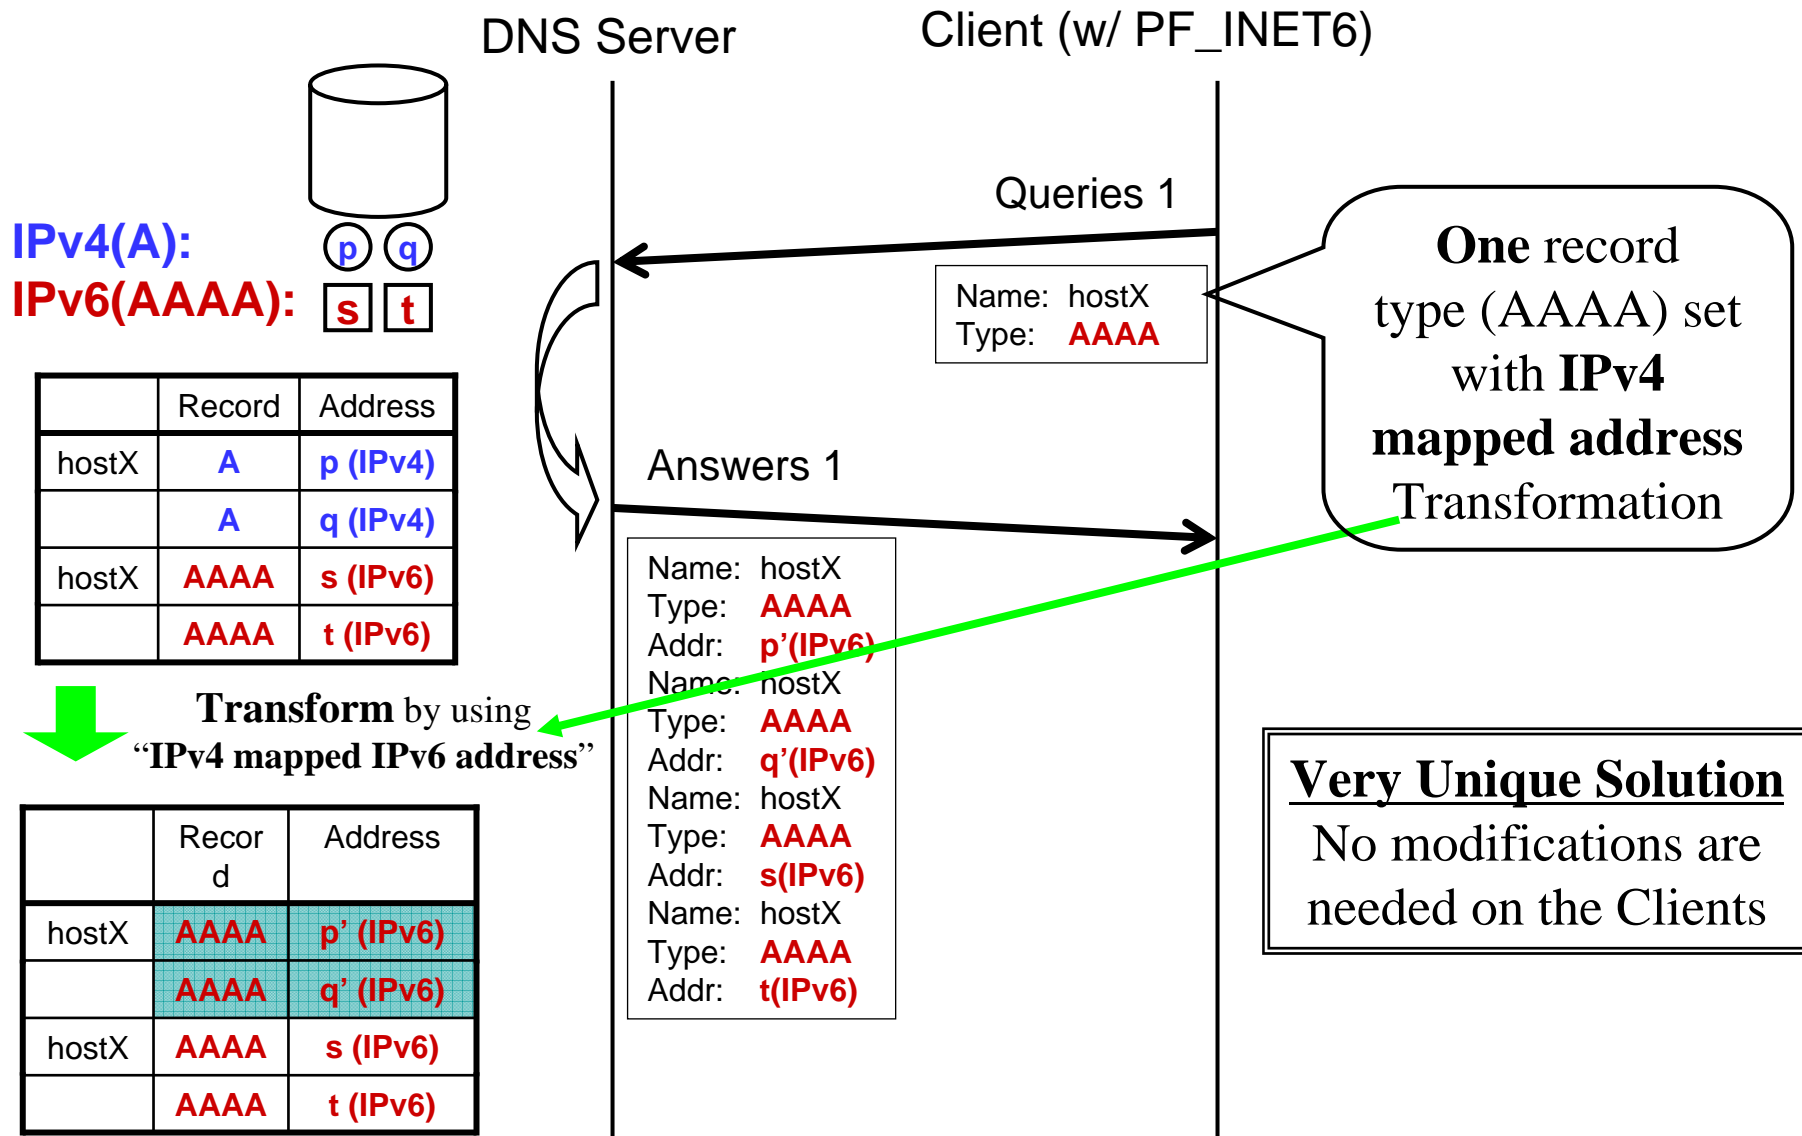 DNS Server
Client (w/ PF_INET6)
IPv4(A): p q
IPv6(AAAA): s t
Queries 1
Name: hostX
Type: AAAA
One record
type (AAAA) set
with IPv4
mapped address
Transformation
Record Address
hostX A p (IPv4)
A q (IPv4)
hostX AAAA s (IPv6)
AAAA t (IPv6)
Answers 1
Name: hostX
Type: AAAA
Addr: p’(IPv6)
Name: hostX
Type: AAAA
Addr: q’(IPv6)
Name: hostX
Type: AAAA
Addr: s(IPv6)
Name: hostX
Type: AAAA
Addr: t(IPv6)
Transform by using
“IPv4 mapped IPv6 address”
Recor Address
d
hostX AAAA p’ (IPv6)
AAAA q’ (IPv6)
hostX AAAA s (IPv6)
AAAA t (IPv6)
Very Unique Solution
No modifications are
needed on the Clients